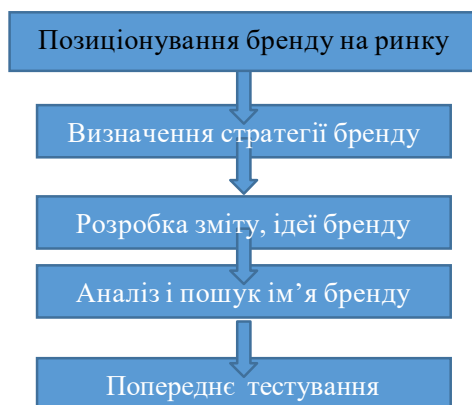 Позиціонування бренду на ринку
Визначення стратегії бренду
Розробка зміту, ідеї бренду
Аналіз і пошук ім’я бренду
Попереднє тестування